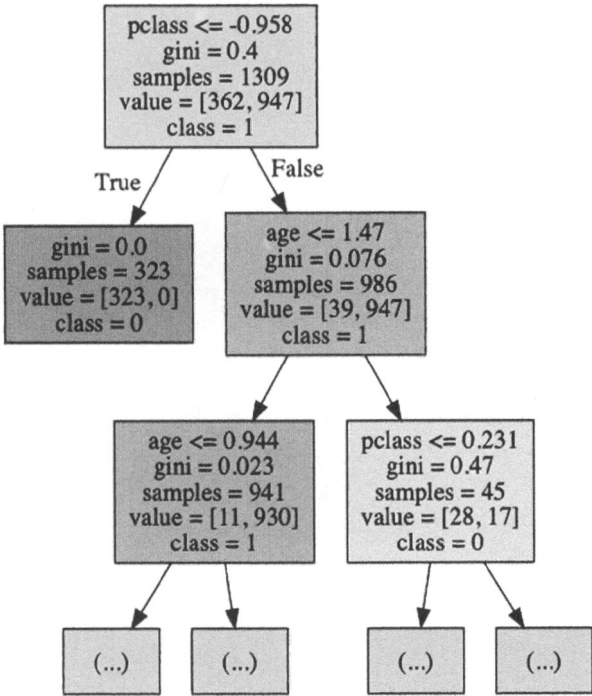 pclass <= -0.958
gini = 0.4
samples = 1309
value = [362, 947]
class = 1
True
False
gini = 0.0
samples = 323
value = [323, 0]
class = 0
age <= 1.47
gini = 0.076
samples = 986
value = [39, 947]
class = 1
age <= 0.944
gini = 0.023
samples = 941
value = [11, 930]
class = 1
pclass <= 0.231
gini = 0.47
samples = 45
value = [28, 17]
class = 0
(...)
(...)
(...)
(...)